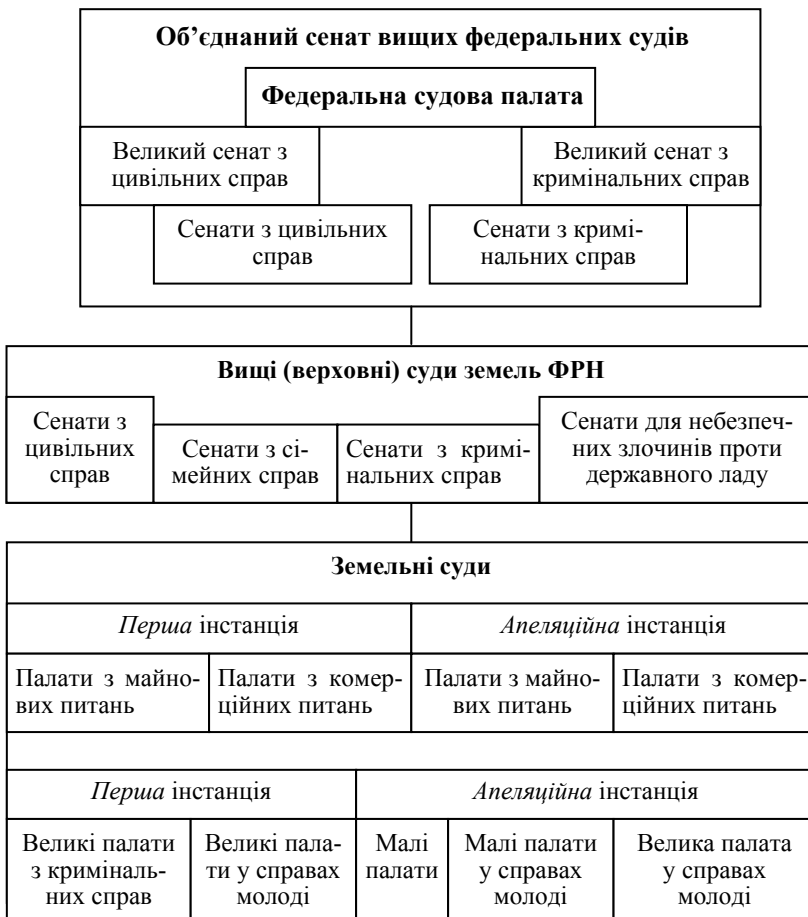 Об’єднаний сенат вищих федеральних судів
Федеральна судова палата
Великий сенат з
цивільних справ
Великий сенат з
кримінальних справ
Сенати з цивільних
справ
Сенати з кримі-
нальних справ
Вищі (верховні) суди земель ФРН
Сенати з
цивільних
справ
Сенати з сі-
мейних справ
Сенати з кримі-
нальних справ
Сенати для небезпеч-
них злочинів проти
державного ладу
Земельні суди
Перша інстанція
Апеляційна інстанція
Палати з майно-
вих питань
Палати з комер-
ційних питань
Палати з майно-
вих питань
Палати з комер-
ційних питань
Перша інстанція
Апеляційна інстанція
Великі палати
з криміналь-
них справ
Великі пала-
ти у справах
молоді
Малі
палати
Малі палати
у справах
молоді
Велика палата
у справах
молоді